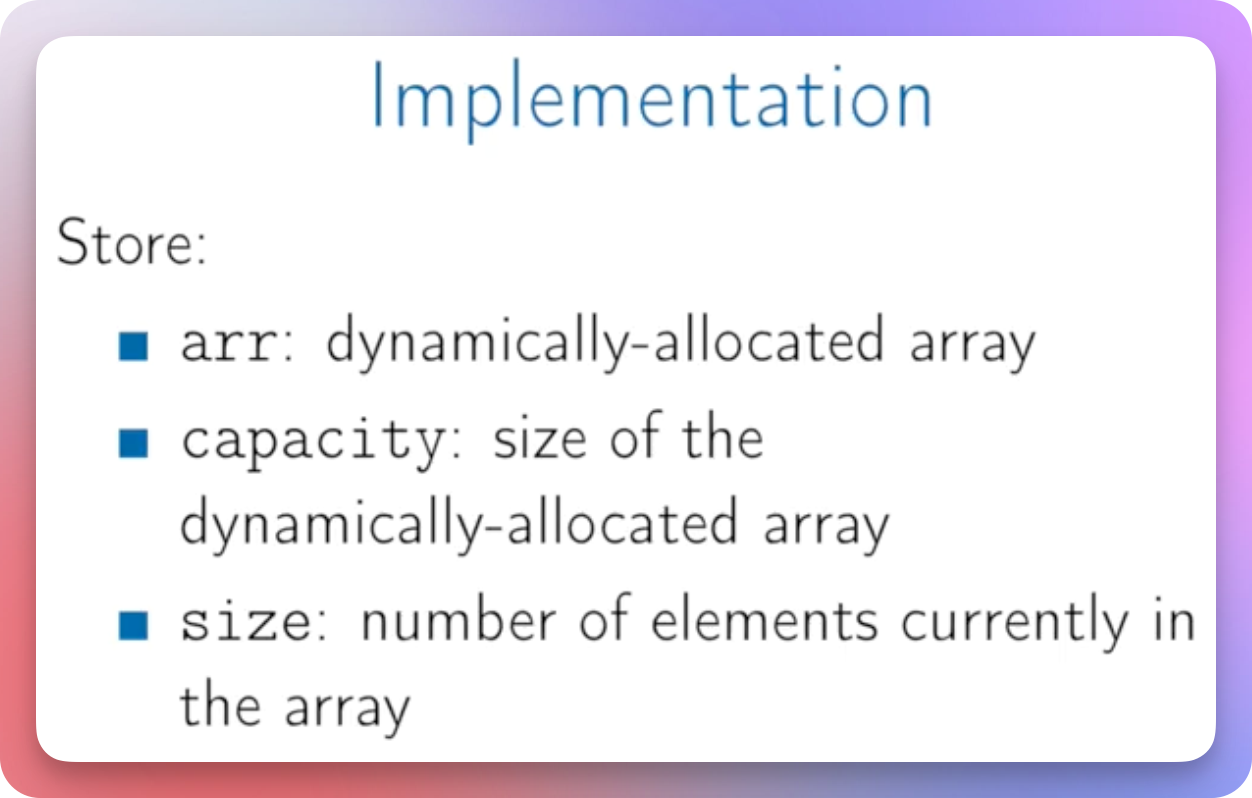 Implementation
Store:
■ arr: dynamically-allocated array
■ capacity: size of the
dynamically-allocated array
■ size: number of elements currently in
the array